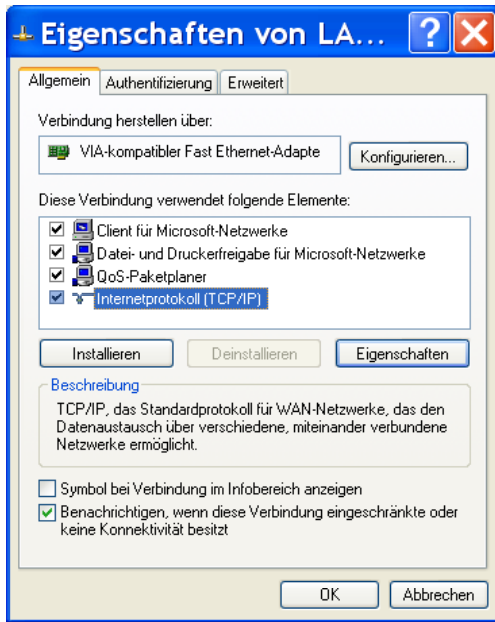 Eigenschaften von LA...
Allgemein Authentifizierung Erweitert
Verbindung herstellen über:
VIA-kompatibler Fast Ethernet-Adapte Konfigurieren...
Diese Verbindung verwendet folgende Elemente:
Client für Microsoft-Netzwerke
Datei- und Druckerfreigabe für Microsoft-Netzwerke
QoS-Paketplaner
Internetprotokoll (TCP/IP)
Installieren Deinstallieren Eigenschaften
Beschreibung
TCP/IP, das Standardprotokoll für WAN-Netzwerke, das den
Datenaustausch über verschiedene, miteinander verbundene
Netzwerke ermöglicht.
Symbol bei Verbindung im Infobereich anzeigen
Benachrichtigen, wenn diese Verbindung eingeschränkte oder
keine Konnektivität besitzt
OK Abbrechen